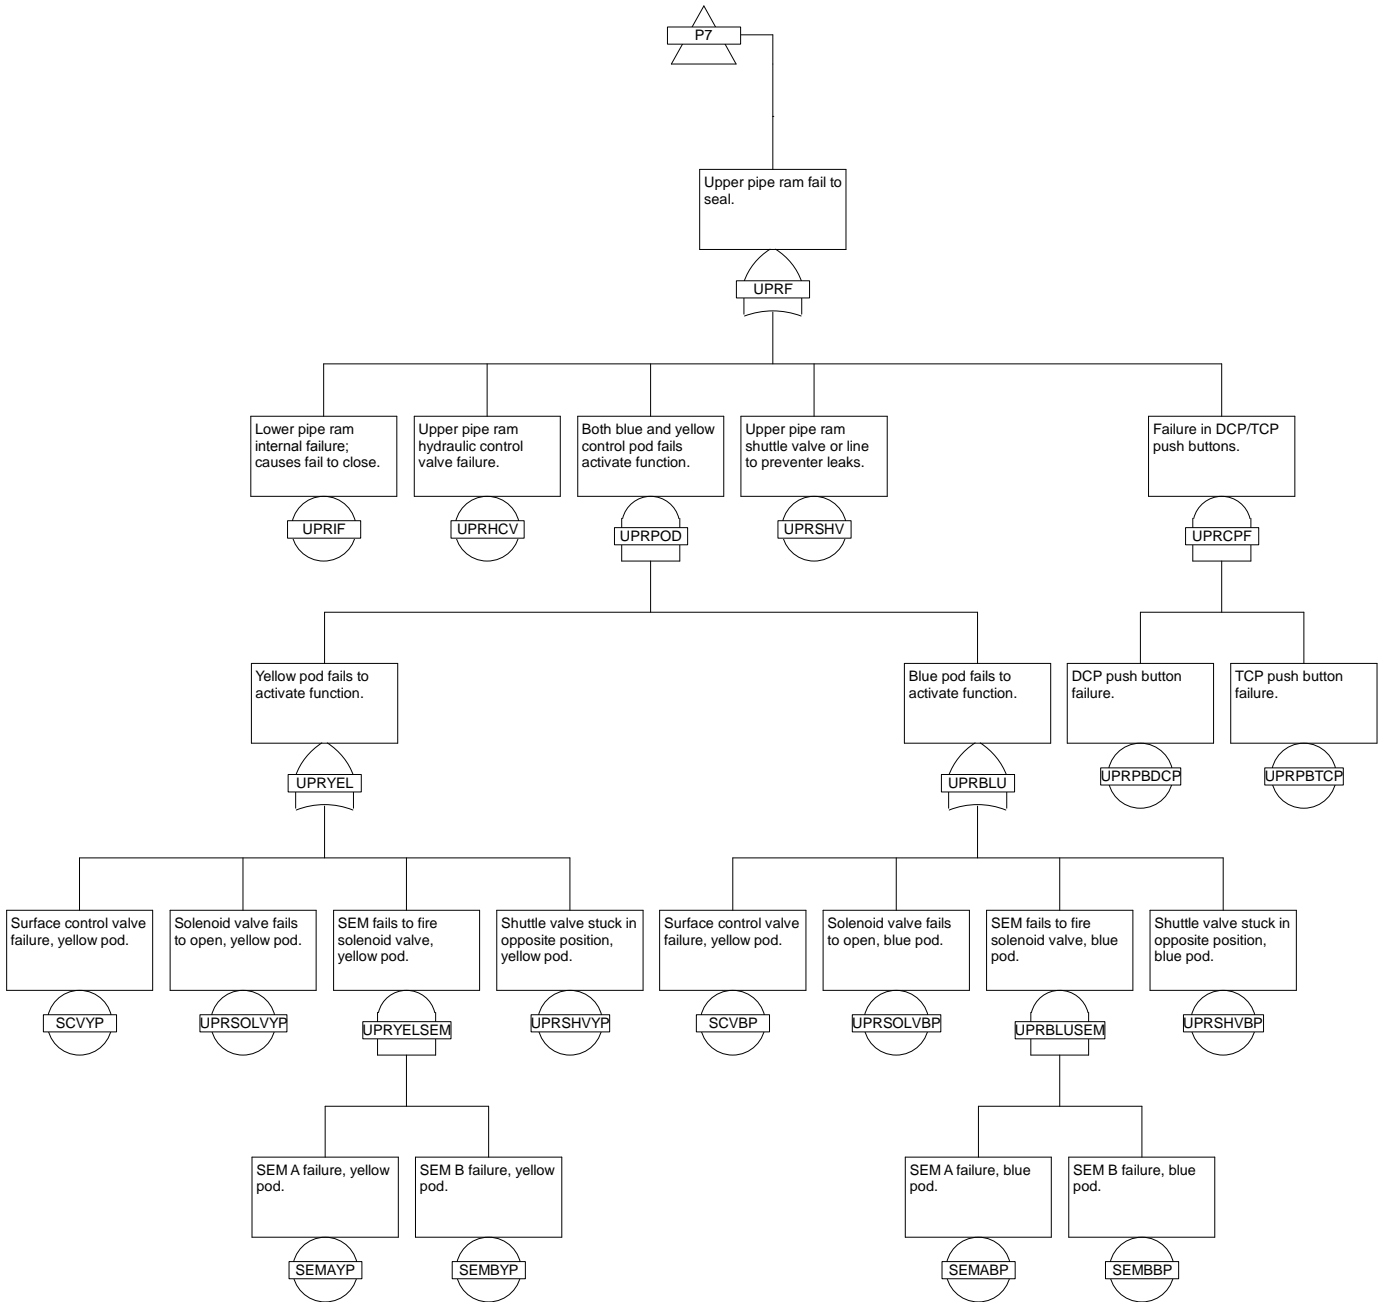 P7
Upper pipe ram fail to
seal.
UPRF
Lower pipe ram
internal failure;
causes fail to close.
UPRIF
Upper pipe ram
hydraulic control
valve failure.
UPRHCV
Both blue and yellow
control pod fails
activate function.
UPRPOD
Upper pipe ram
shuttle valve or line
to preventer leaks.
UPRSHV
Failure in DCP/TCP
push buttons.
UPRCPF
Yellow pod fails to
activate function.
UPRYEL
Blue pod fails to
activate function.
UPRBLU
DCP push button
failure.
UPRPBDCP
TCP push button
failure.
UPRPBTCP
Surface control valve
failure, yellow pod.
SCVYP
Solenoid valve fails
to open, yellow pod.
UPRSOLVYP
SEM fails to fire
solenoid valve,
yellow pod.
UPRYELSEM
Shuttle valve stuck in
opposite position,
yellow pod.
UPRSHVYP
Surface control valve
failure, yellow pod.
SCVBP
Solenoid valve fails
to open, blue pod.
UPRSOLVBP
SEM fails to fire
solenoid valve, blue
pod.
UPRBLUSEM
Shuttle valve stuck in
opposite position,
blue pod.
UPRSHVBP
SEM A failure, yellow
pod.
SEMAYP
SEM B failure, yellow
pod.
SEMBYP
SEM A failure, blue
pod.
SEMABP
SEM B failure, blue
pod.
SEMBBP